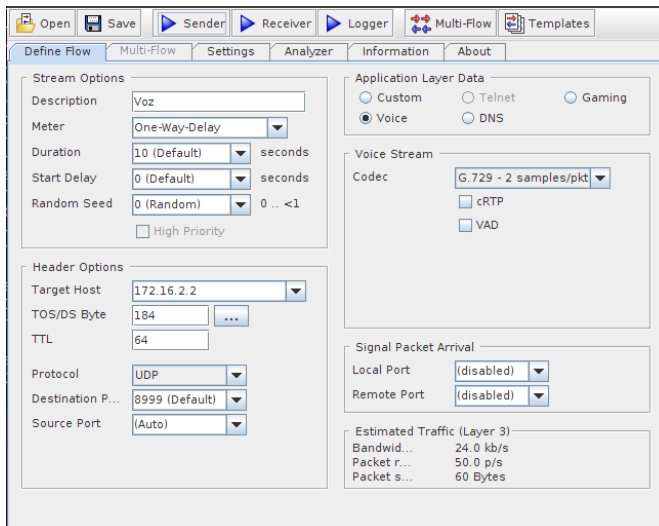 Open Save Sender Receiver Logger Multi-Flow Templates
Define Flow Multi-Flow Settings Analyzer Information About
Stream Options
Description Voz
Meter One-Way-Delay
Duration 10 (Default) seconds
Start Delay 0 (Default) seconds
Random Seed 0 (Random) 0 .. <1
High Priority
Header Options
Target Host 172.16.2.2
TOS/DS Byte 184 ...
TTL 64
Protocol UDP
Destination P... 8999 (Default)
Source Port (Auto)
Application Layer Data
Custom Telnet Gaming
Voice DNS
Voice Stream
Codec G.729 - 2 samples/pkt
cRTP
VAD
Signal Packet Arrival
Local Port (disabled)
Remote Port (disabled)
Estimated Traffic (Layer 3)
Bandwid... 24.0 kb/s
Packet r... 50.0 p/s
Packet s... 60 Bytes